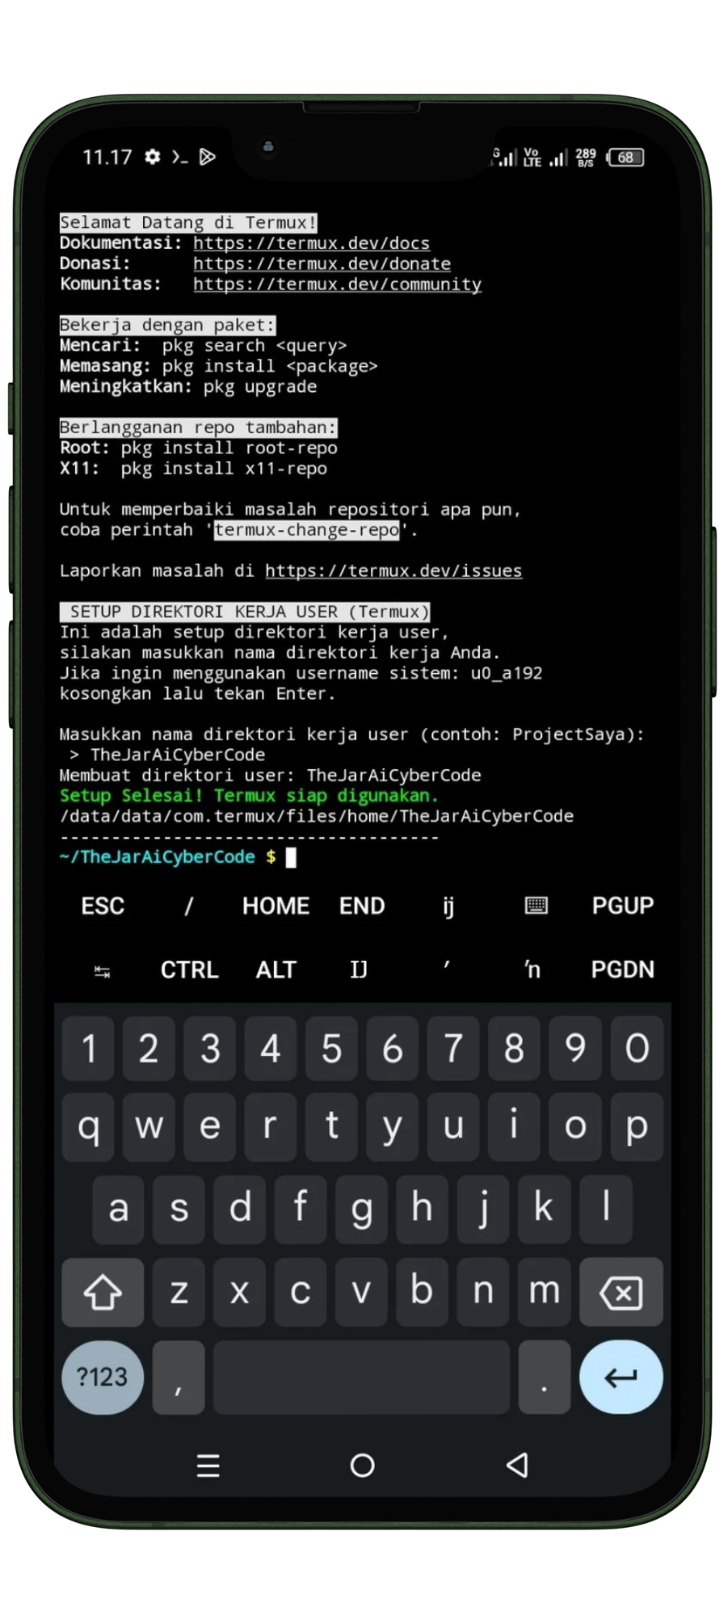 11.17
G
Vo
LTE
289
B/S
68
Selamat Datang di Termux!
Dokumentasi: https://termux.dev/docs
Donasi: https://termux.dev/donate
Komunitas: https://termux.dev/community
Bekerja dengan paket:
Mencari: pkg search <query>
Memasang: pkg install <package>
Meningkatkan: pkg upgrade
Berlangganan repo tambahan:
Root: pkg install root-repo
X11: pkg install x11-repo
Untuk memperbaiki masalah repositori apa pun,
coba perintah 'termux-change-repo'.
Laporkan masalah di https://termux.dev/issues
SETUP DIREKTORI KERJA USER (Termux)
Ini adalah setup direktori kerja user,
silakan masukkan nama direktori kerja Anda.
Jika ingin menggunakan username sistem: u0_a192
kosongkan lalu tekan Enter.
Masukkan nama direktori kerja user (contoh: ProjectSaya):
> TheJarAiCyberCode
Membuat direktori user: TheJarAiCyberCode
Setup Selesai! Termux siap digunakan.
/data/data/com.termux/files/home/TheJarAiCyberCode
-------------------------------------
~/TheJarAiCyberCode $
ESC / HOME END ĳ PGUP
CTRL ALT Ĳ ʹ ŉ PGDN
1 2 3 4 5 6 7 8 9 0
q w e r t y u i o p
a s d f g h j k l
z x c v b n m
?123 , .